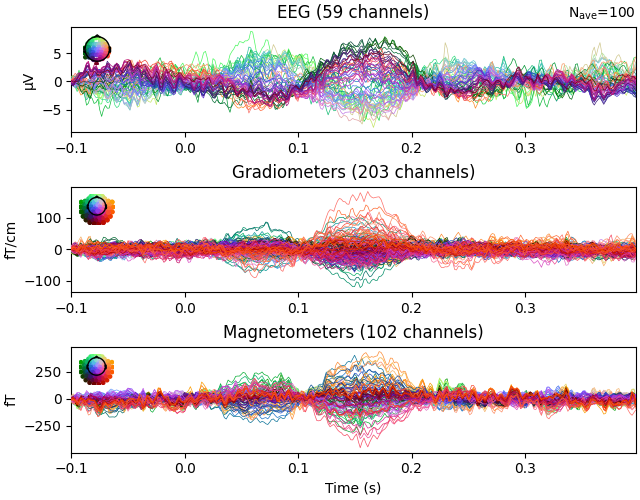 EEG (59 channels)
Nave=100
5
0
−5
µV
−0.1 0.0 0.1 0.2 0.3
Gradiometers (203 channels)
100
0
−100
fT/cm
−0.1 0.0 0.1 0.2 0.3
Magnetometers (102 channels)
250
0
−250
fT
−0.1 0.0 0.1 0.2 0.3
Time (s)